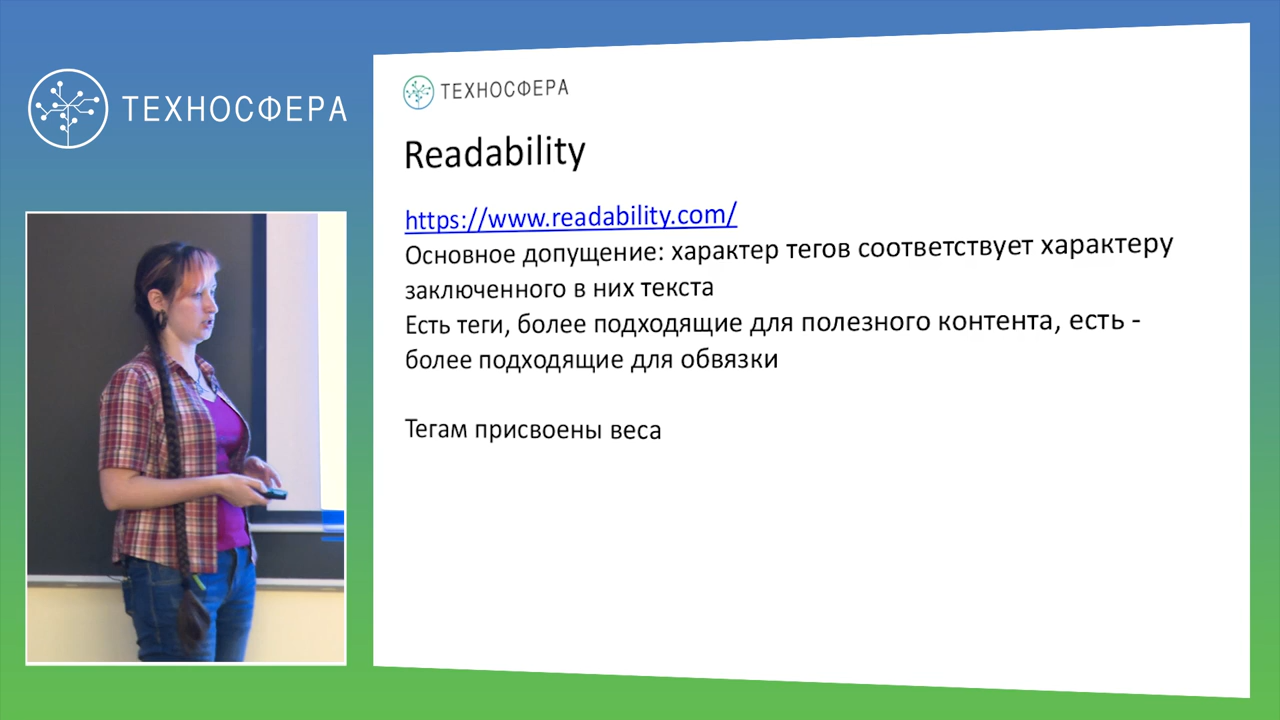 ТЕХНОСФЕРА
ТЕХНОСФЕРА
Readability
https://www.readability.com/
Основное допущение: характер тегов соответствует характеру
заключенного в них текста
Есть теги, более подходящие для полезного контента, есть -
более подходящие для обвязки
Тегам присвоены веса